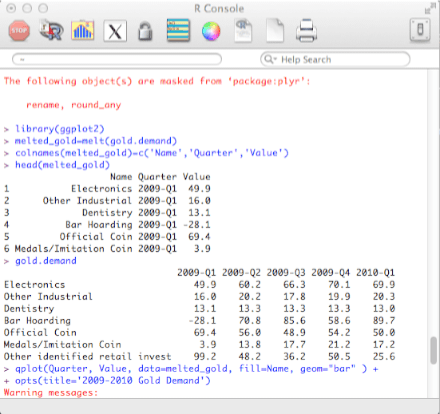 R Console
STOP
R
X
~
Q- Help Search
The following object(s) are masked from 'package:plyr':
rename, round_any
> library(ggplot2)
> melted_gold=melt(gold.demand)
> colnames(melted_gold)=c('Name','Quarter','Value')
> head(melted_gold)
Name Quarter Value
1 Electronics 2009-Q1 49.9
2 Other Industrial 2009-Q1 16.0
3 Dentistry 2009-Q1 13.1
4 Bar Hoarding 2009-Q1 -28.1
5 Official Coin 2009-Q1 69.4
6 Medals/Imitation Coin 2009-Q1 3.9
> gold.demand
2009-Q1 2009-Q2 2009-Q3 2009-Q4 2010-Q1
Electronics 49.9 60.2 66.3 70.1 69.9
Other Industrial 16.0 20.2 17.8 19.9 20.3
Dentistry 13.1 13.3 13.3 13.3 13.0
Bar Hoarding -28.1 70.8 85.6 58.6 89.7
Official Coin 69.4 56.0 48.9 54.2 50.0
Medals/Imitation Coin 3.9 13.8 17.7 21.2 17.2
Other identified retail invest 99.2 48.2 36.2 50.5 25.6
> qplot(Quarter, Value, data=melted_gold, fill=Name, geom="bar" ) +
+ opts(title='2009-2010 Gold Demand')
Warning messages: